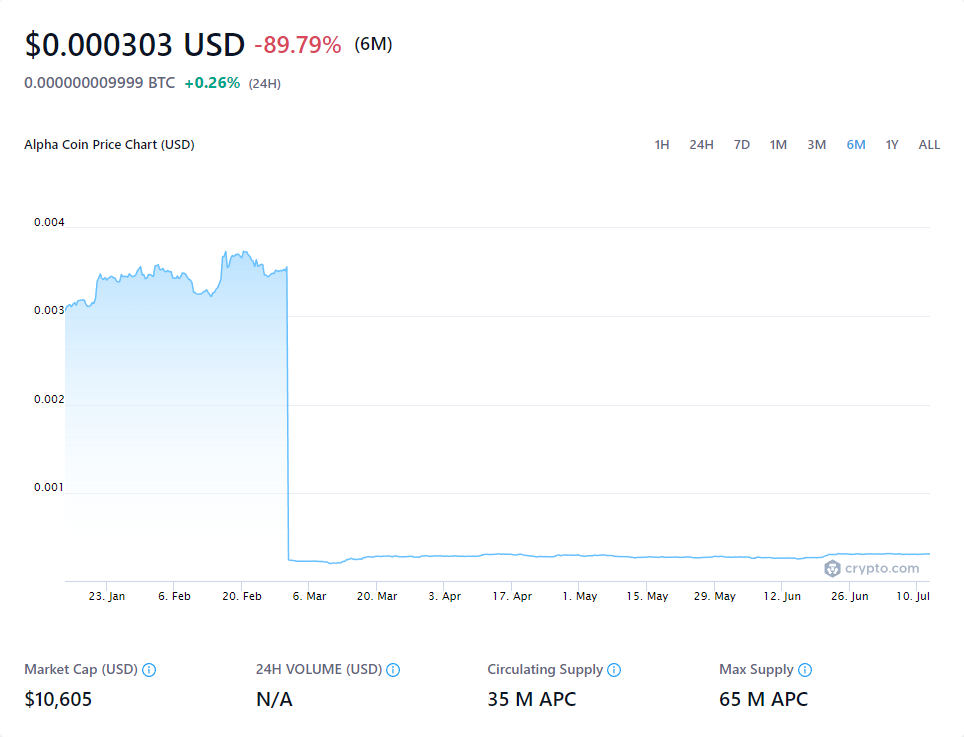 $0.000303 USD -89.79% (6M)
0.000000009999 BTC +0.26% (24H)
Alpha Coin Price Chart (USD) 1H 24H 7D 1M 3M 6M 1Y ALL
0.004
0.003
0.002
0.001
crypto.com
23. Jan 6. Feb 20. Feb 6. Mar 20. Mar 3. Apr 17. Apr 1. May 15. May 29. May 12. Jun 26. Jun 10. Jul
Market Cap (USD) 24H VOLUME (USD) Circulating Supply Max Supply
$10,605 N/A 35 M APC 65 M APC